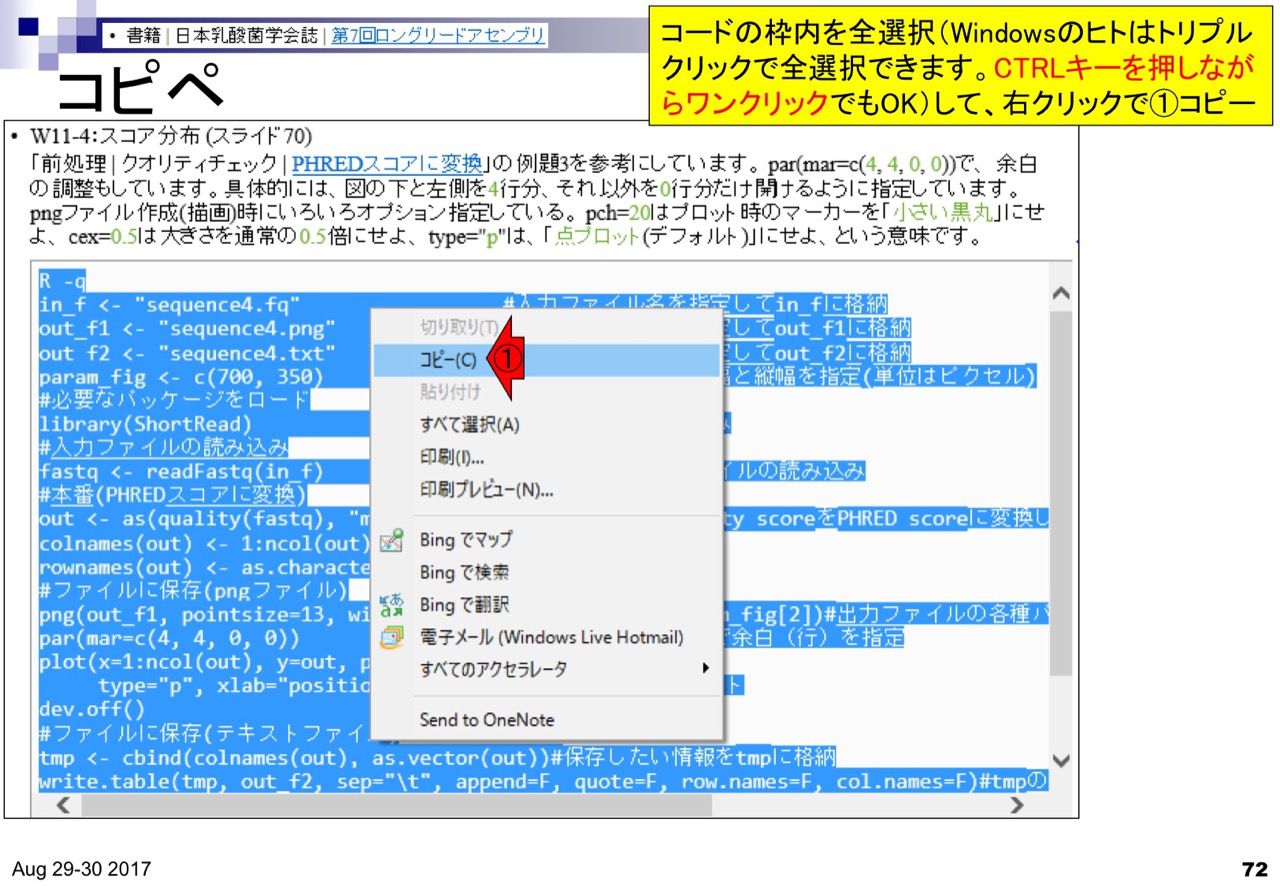 • 書籍 | 日本乳酸菌学会誌 | 第7回ロングリードアセンブリ
コピペ
コードの枠内を全選択（Windowsのヒトはトリプル
クリックで全選択できます。CTRLキーを押しなが
らワンクリックでもOK）して、右クリックで①コピー
• W11-4：スコア分布 (スライド70)
「前処理 | クオリティチェック | PHREDスコアに変換」の例題3を参考にしています。par(mar=c(4, 4, 0, 0))で、余白
の調整もしています。具体的には、図の下と左側を4行分、それ以外を0行分だけ開けるように指定しています。
pngファイル作成(描画)時にいろいろオプション指定している。pch=20はプロット時のマーカーを「小さい黒丸」にせ
よ、cex=0.5は大きさを通常の0.5倍にせよ、type="p"は、「点プロット(デフォルト)」にせよ、という意味です。
R -q
in_f <- "sequence4.fq" #入力ファイル名を指定してin_fに格納
out_f1 <- "sequence4.png" 定してout_f1に格納
out_f2 <- "sequence4.txt" 定してout_f2に格納
param_fig <- c(700, 350) 幅と縦幅を指定(単位はピクセル)
#必要なパッケージをロード
library(ShortRead)
#入力ファイルの読み込み
fastq <- readFastq(in_f) イルの読み込み
#本番(PHREDスコアに変換)
out <- as(quality(fastq), "m ty scoreをPHRED scoreに変換し
colnames(out) <- 1:ncol(out)
rownames(out) <- as.characte
#ファイルに保存(pngファイル)
png(out_f1, pointsize=13, wi _fig[2])#出力ファイルの各種パ
par(mar=c(4, 4, 0, 0)) で余白（行）を指定
plot(x=1:ncol(out), y=out, p
type="p", xlab="positio ト
dev.off()
#ファイルに保存(テキストファイ
tmp <- cbind(colnames(out), as.vector(out))#保存したい情報をtmpに格納
write.table(tmp, out_f2, sep="\t", append=F, quote=F, row.names=F, col.names=F)#tmpの
切り取り(T)
コピー(C)
①
貼り付け
すべて選択(A)
印刷(I)...
印刷プレビュー(N)...
Bing でマップ
Bing で検索
Bing で翻訳
電子メール (Windows Live Hotmail)
すべてのアクセラレータ
Send to OneNote
Aug 29-30 2017
72